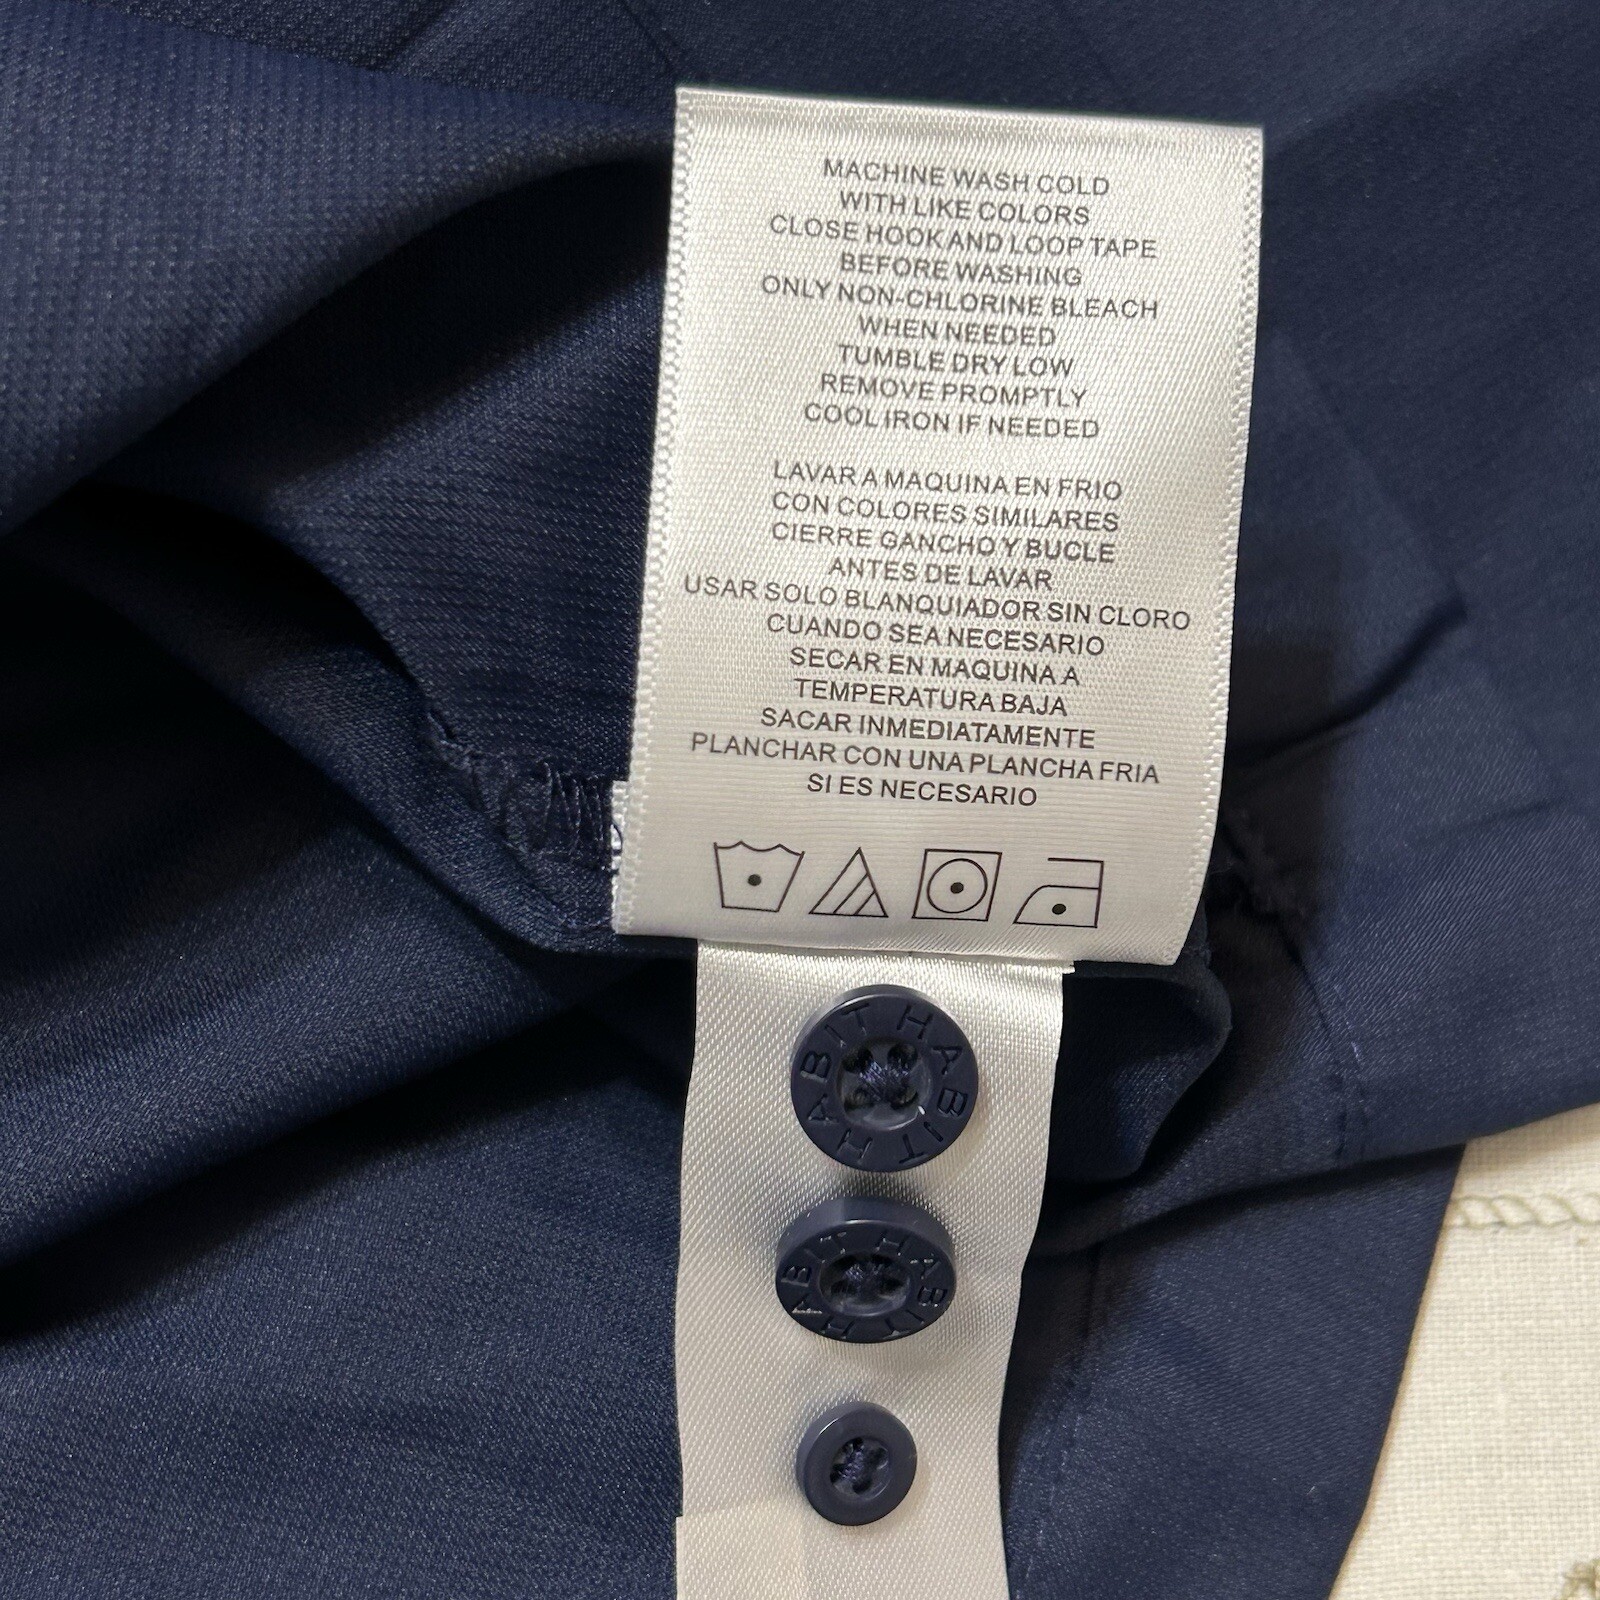 MACHINE WASH COLD
WITH LIKE COLORS
CLOSE HOOK AND LOOP TAPE
BEFORE WASHING
ONLY NON-CHLORINE BLEACH
WHEN NEEDED
TUMBLE DRY LOW
REMOVE PROMPTLY
COOL IRON IF NEEDED
LAVAR A MAQUINA EN FRIO
CON COLORES SIMILARES
CIERRE GANCHO Y BUCLE
ANTES DE LAVAR
USAR SOLO BLANQUIADOR SIN CLORO
CUANDO SEA NECESARIO
SECAR EN MAQUINA A
TEMPERATURA BAJA
SACAR INMEDIATAMENTE
PLANCHAR CON UNA PLANCHA FRIA
SI ES NECESARIO
HABIT HABIT
HABIT HABIT